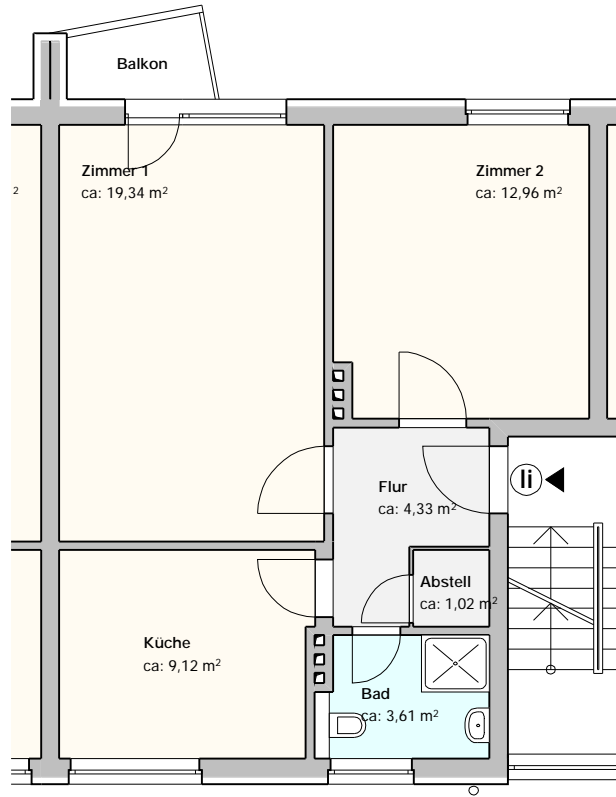 Balkon
Zimmer 1
ca: 19,34 m²
Zimmer 2
ca: 12,96 m²
²
Flur
ca: 4,33 m²
li
Abstell
ca: 1,02 m²
Küche
ca: 9,12 m²
Bad
ca: 3,61 m²